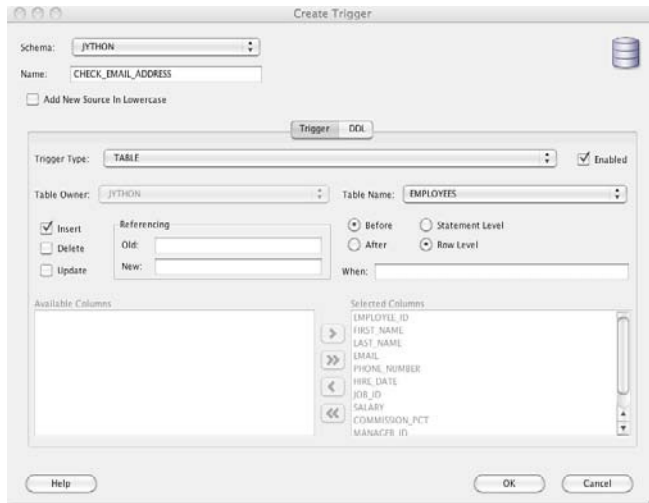 Create Trigger
Schema: JYTHON
Name: CHECK_EMAIL_ADDRESS
Add New Source In Lowercase
Trigger DDL
Trigger Type: TABLE Enabled
Table Owner: JYTHON Table Name: EMPLOYEES
Insert Referencing Before Statement Level
Delete Old: After Row Level
Update New: When:
Available Columns Selected Columns
EMPLOYEE_ID
FIRST_NAME
LAST_NAME
EMAIL
PHONE_NUMBER
HIRE_DATE
JOB_ID
SALARY
COMMISSION_PCT
MANAGER_ID
Help OK Cancel